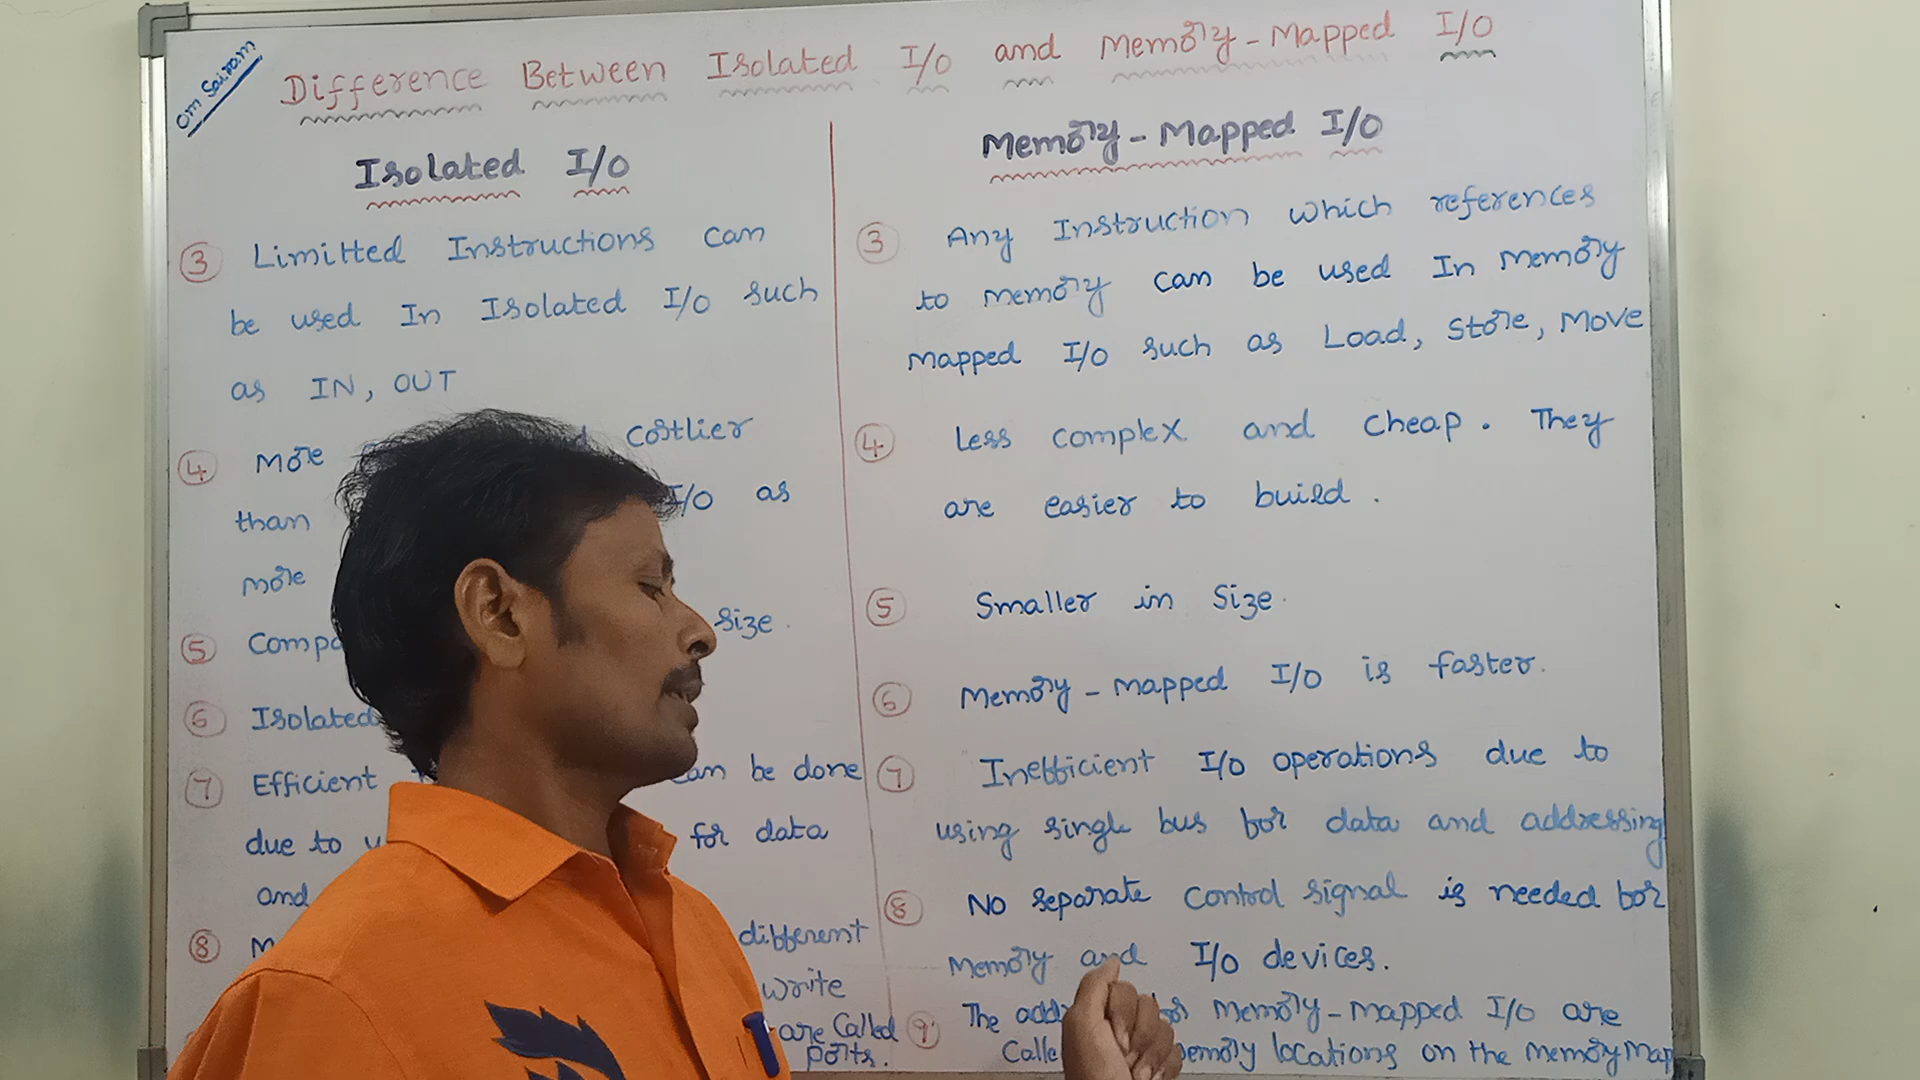 Om Sairam
Difference Between Isolated I/O and Memory-Mapped I/O
Isolated I/O
③ Limitted Instructions can
be used In Isolated I/O such
as IN, OUT
④ More costlier
than I/O as
more
⑤ size.
⑥ Isolated
⑦ Efficient can be done
due to for data
and
⑧ different
write
are called
ports.
Memory-Mapped I/O
③ Any Instruction which references
to memory can be used In memory
mapped I/O such as Load, Store, Move
④ Less complex and cheap. They
are easier to build.
⑤ Smaller in Size.
⑥ Memory-mapped I/O is faster.
⑦ Inefficient I/O operations due to
using single bus for data and addressing
⑧ No separate control signal is needed for
Memory and I/O devices.
⑨ The Memory-mapped I/O are
locations on the memory map